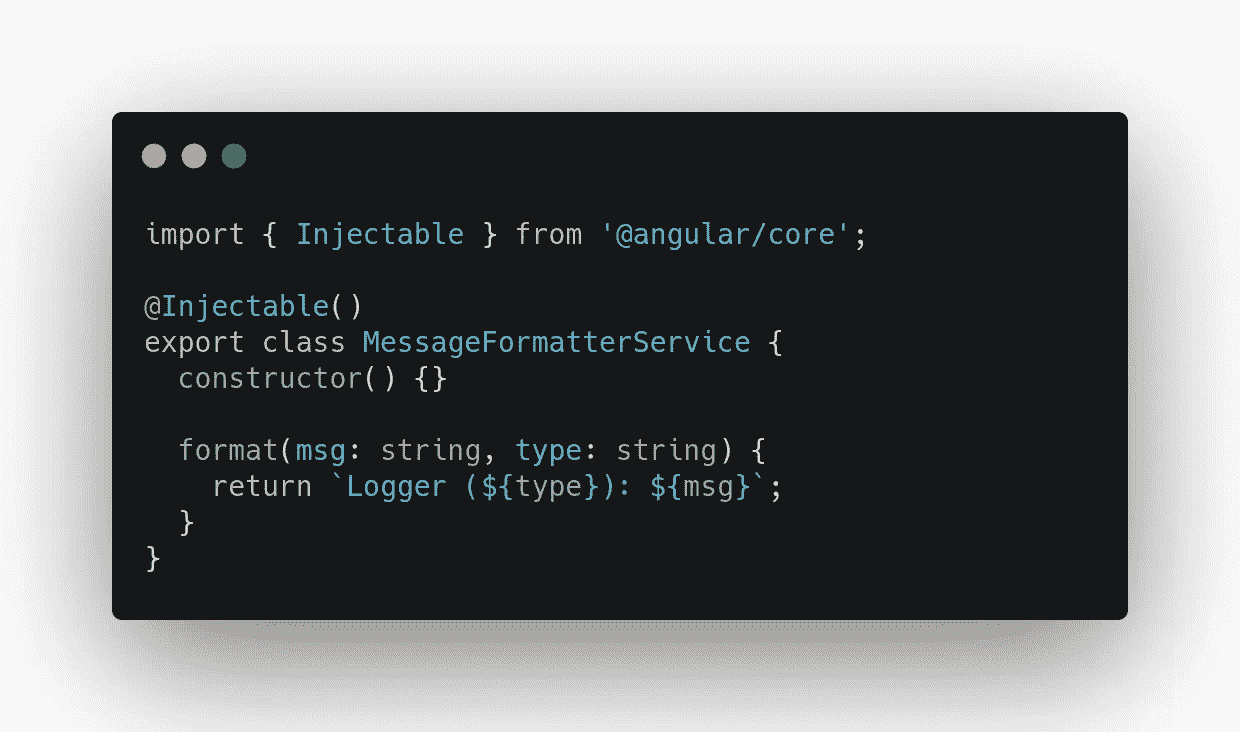 import { Injectable } from '@angular/core';
@Injectable()
export class MessageFormatterService {
  constructor() {}
  format(msg: string, type: string) {
    return `Logger (${type}): ${msg}`;
  }
}